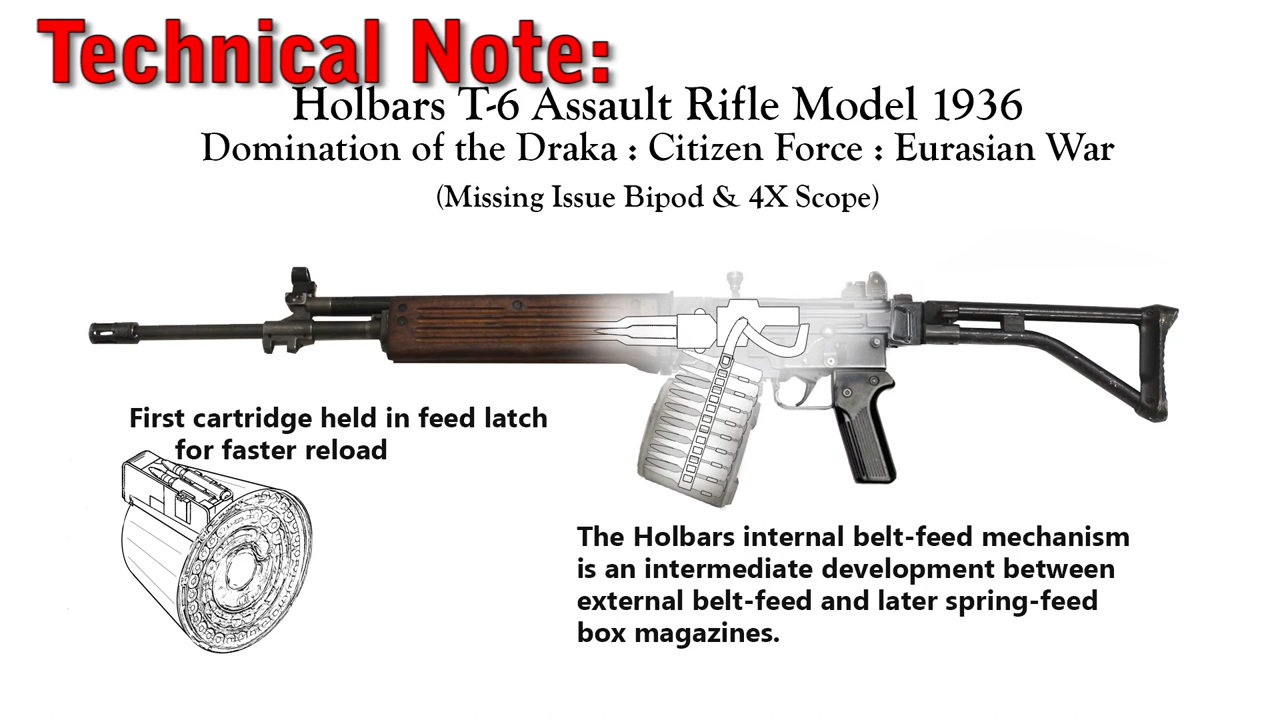 Technical Note:
Holbars T-6 Assault Rifle Model 1936
Domination of the Draka : Citizen Force : Eurasian War
(Missing Issue Bipod & 4X Scope)
First cartridge held in feed latch
for faster reload
The Holbars internal belt-feed mechanism
is an intermediate development between
external belt-feed and later spring-feed
box magazines.